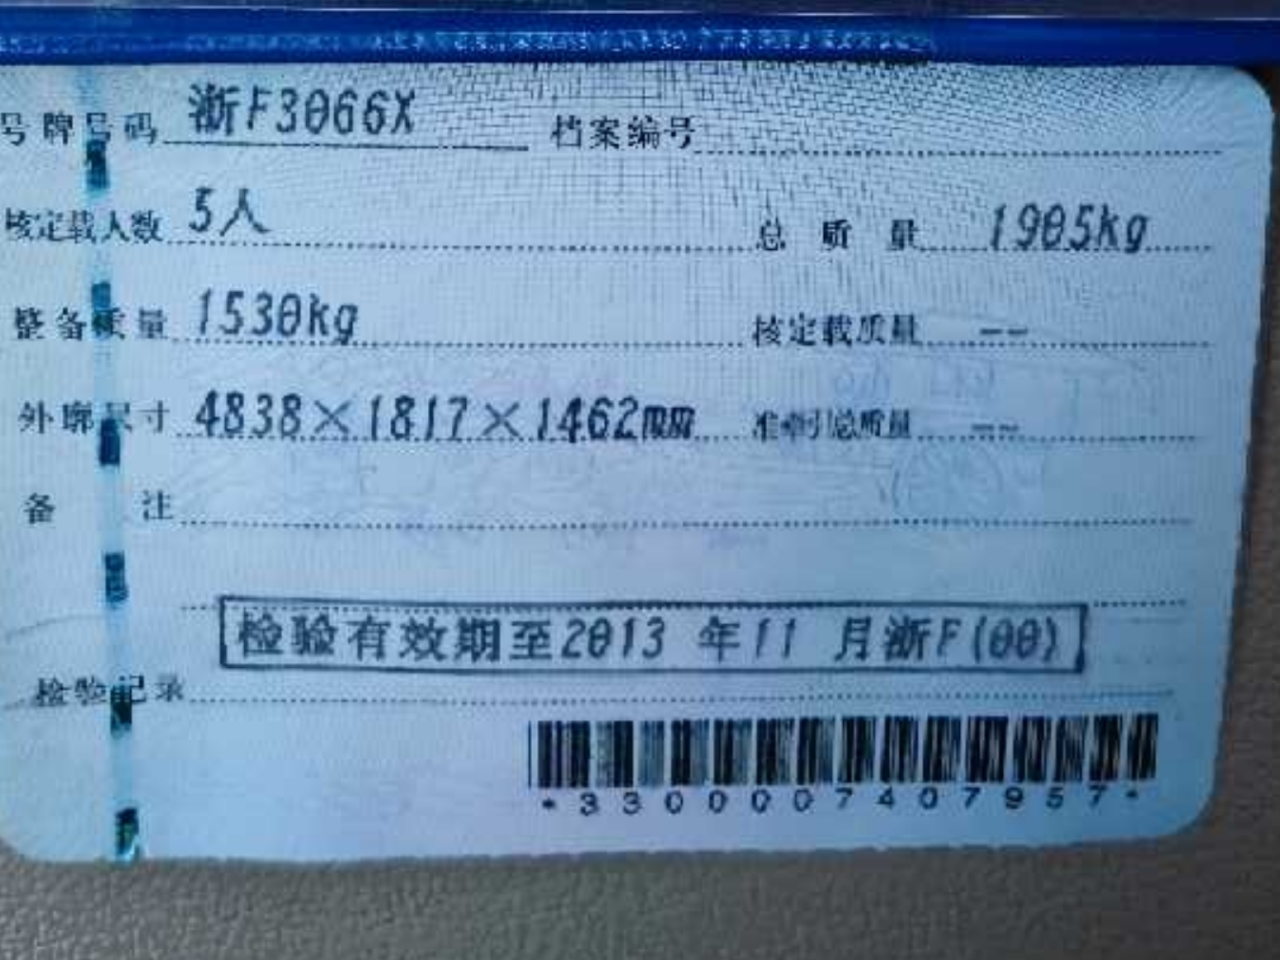 号牌号码 浙F3066X 档案编号
核定载人数 5人 总质量 1905kg
整备质量 1530kg 核定载质量 --
外廓尺寸 4838×1817×1462mm 准牵引总质量 --
备注
检验有效期至2013 年11 月浙F(00)
检验记录
*3300007407957*